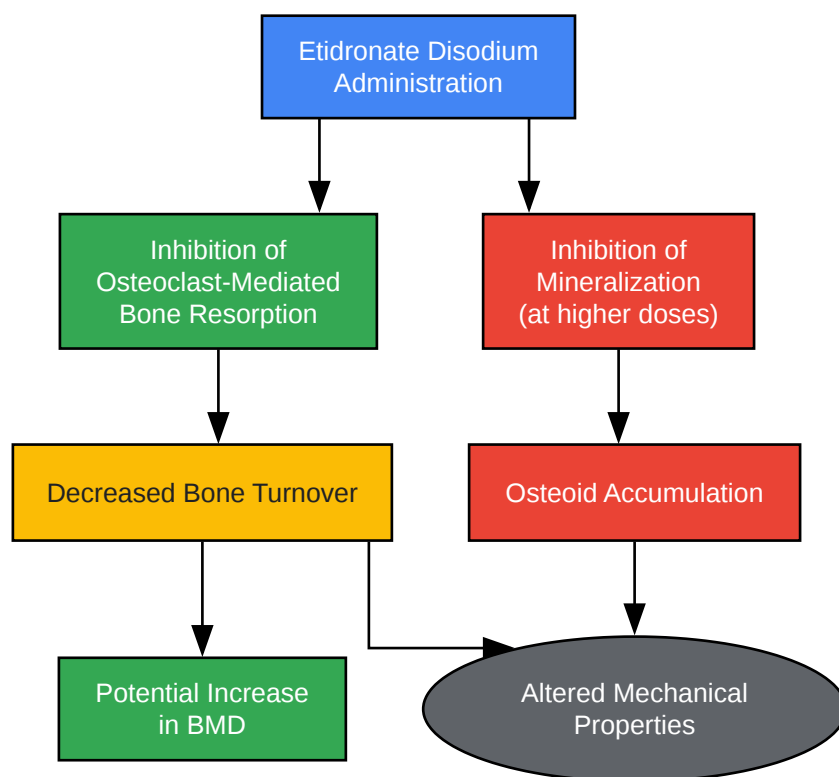 Etidronate Disodium
Administration
Inhibition of
Osteoclast-Mediated
Bone Resorption
Inhibition of
Mineralization
(at higher doses)
Decreased Bone Turnover
Osteoid Accumulation
Potential Increase
in BMD
Altered Mechanical
Properties